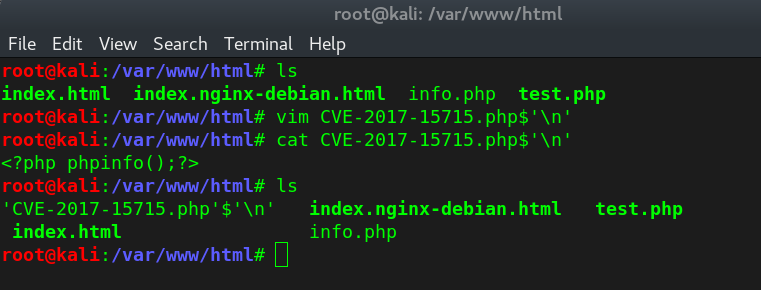 root@kali: /var/www/html
File Edit View Search Terminal Help
root@kali:/var/www/html# ls
index.html index.nginx-debian.html info.php test.php
root@kali:/var/www/html# vim CVE-2017-15715.php$'\n'
root@kali:/var/www/html# cat CVE-2017-15715.php$'\n'
<?php phpinfo();?>
root@kali:/var/www/html# ls
'CVE-2017-15715.php'$'\n' index.nginx-debian.html test.php
index.html info.php
root@kali:/var/www/html#